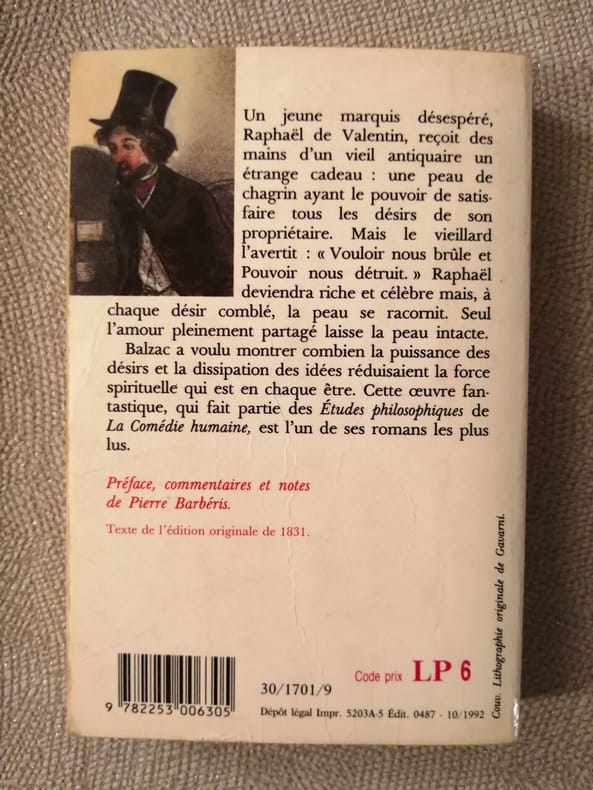 Un jeune marquis désespéré,
Raphaël de Valentin, reçoit des
mains d'un vieil antiquaire un
étrange cadeau : une peau de
chagrin ayant le pouvoir de satis-
faire tous les désirs de son
propriétaire. Mais le vieillard
l'avertit : « Vouloir nous brûle et
Pouvoir nous détruit. » Raphaël
deviendra riche et célèbre mais, à
chaque désir comblé, la peau se racornit. Seul
l'amour pleinement partagé laisse la peau intacte.
Balzac a voulu montrer combien la puissance des
désirs et la dissipation des idées réduisaient la force
spirituelle qui est en chaque être. Cette œuvre fan-
tastique, qui fait partie des Études philosophiques de
La Comédie humaine, est l'un de ses romans les plus
lus.
Préface, commentaires et notes
de Pierre Barbéris.
Texte de l'édition originale de 1831.
Couv. Lithographie originale de Gavarni.
9 782253 006305
30/1701/9
Code prix LP 6
Dépôt légal Impr. 5203A-5 Édit. 0487 - 10/1992